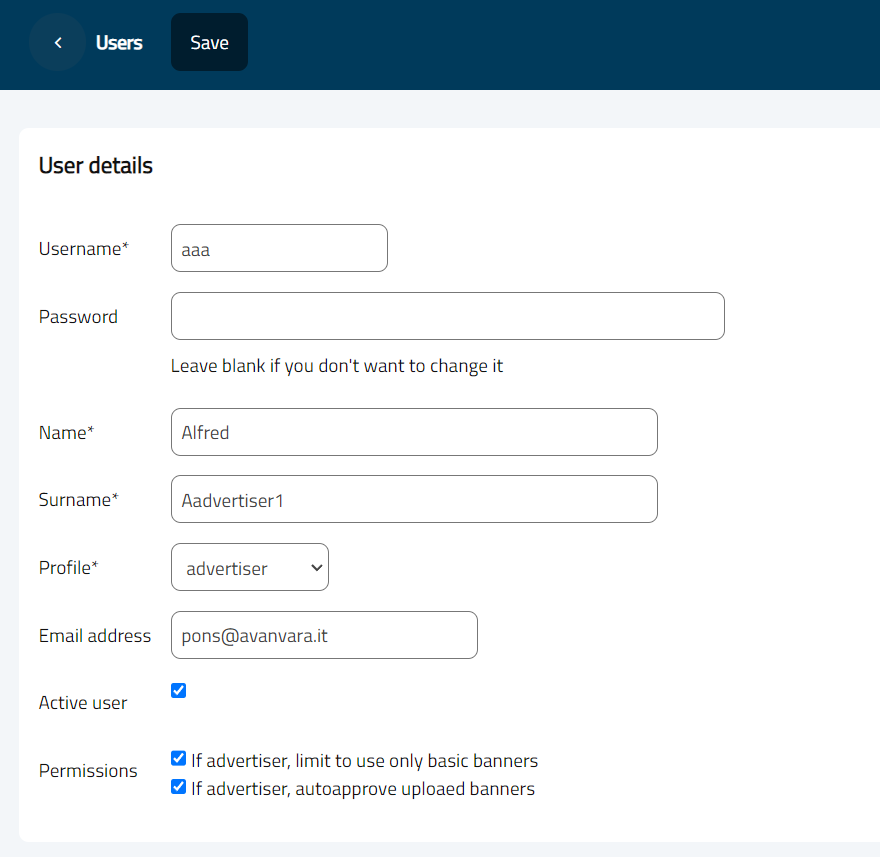 Users Save
User details
Username* aaa
Password
Leave blank if you don't want to change it
Name* Alfred
Surname* Aadvertiser1
Profile* advertiser
Email address pons@avanvara.it
Active user
Permissions If advertiser, limit to use only basic banners
If advertiser, autoapprove uploaed banners